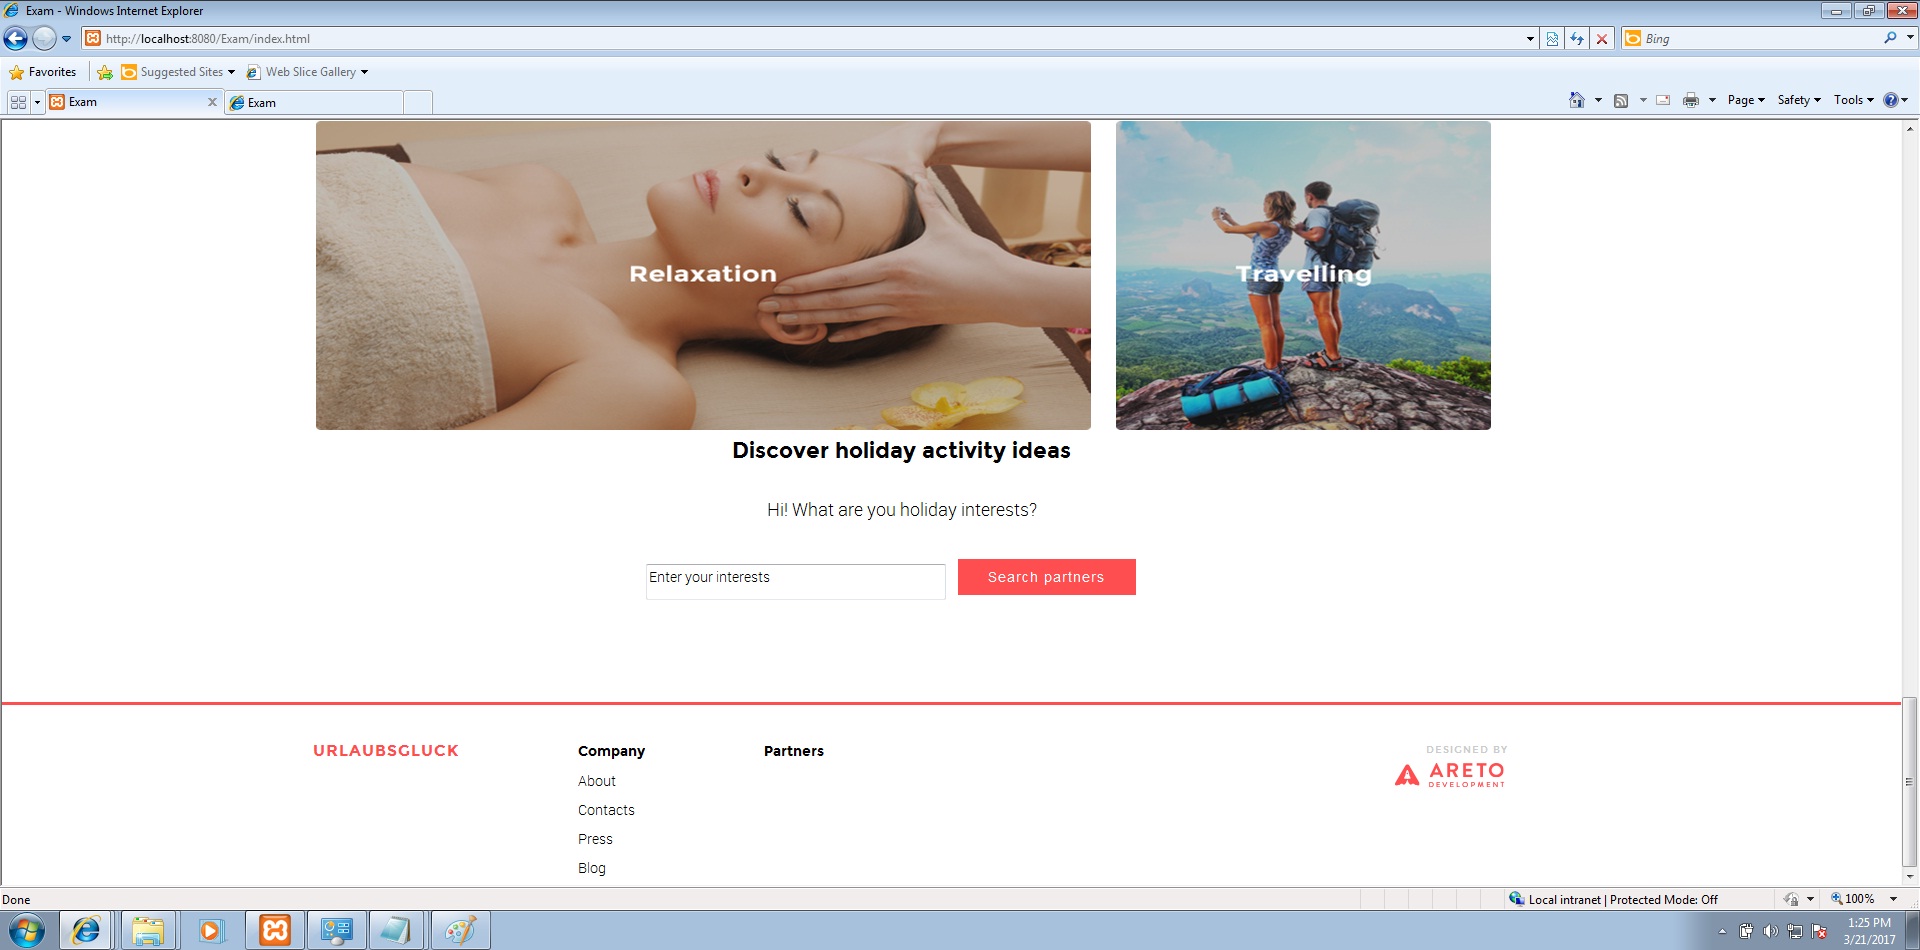 Exam - Windows Internet Explorer
http://localhost:8080/Exam/index.html
Bing
Favorites Suggested Sites Web Slice Gallery
Exam Exam Page Safety Tools
Relaxation
Travelling
Discover holiday activity ideas
Hi! What are you holiday interests?
Enter your interests Search partners
URLAUBSGLUCK
Company
About
Contacts
Press
Blog
Partners
DESIGNED BY
ARETO
DEVELOPMENT
Done Local intranet | Protected Mode: Off 100%
1:25 PM
3/21/2017